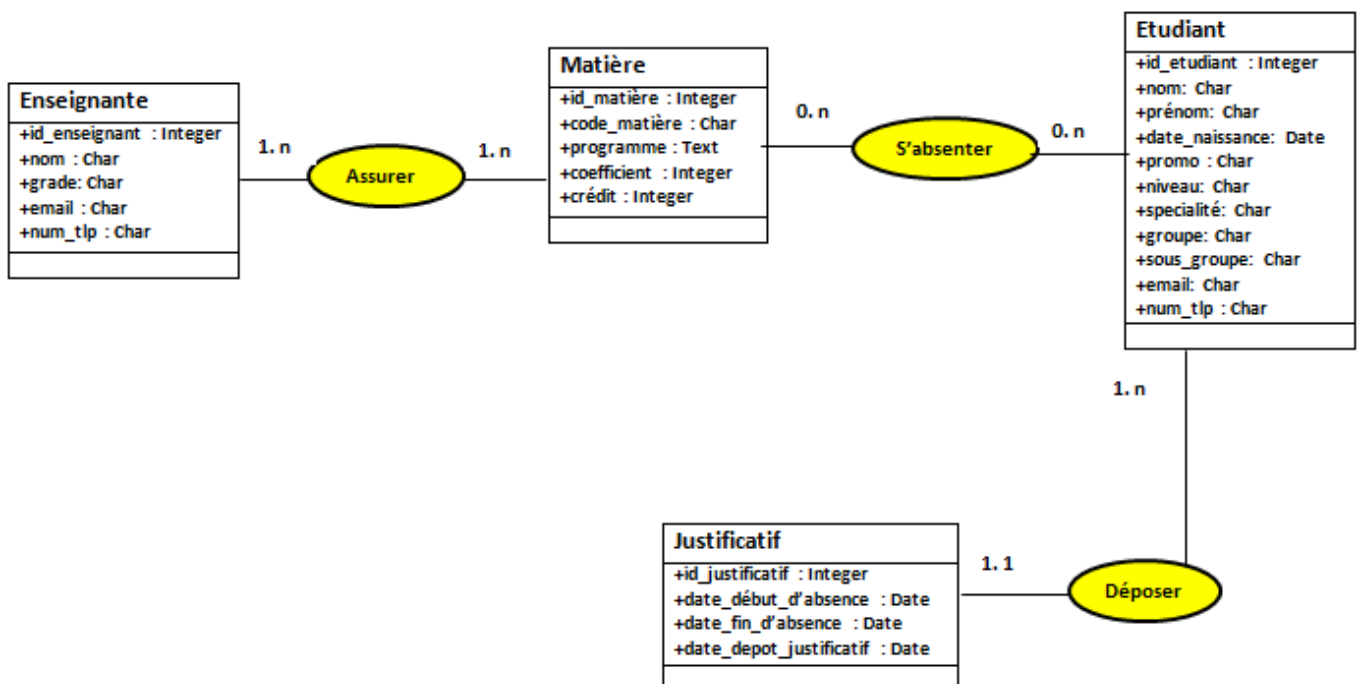 Enseignante
+id_enseignant : Integer
+nom : Char
+grade: Char
+email : Char
+num_tlp : Char
1. n
Assurer
1. n
Matière
+id_matière : Integer
+code_matière : Char
+programme : Text
+coefficient : Integer
+crédit : Integer
0. n
S'absenter
0. n
Etudiant
+id_etudiant : Integer
+nom: Char
+prénom: Char
+date_naissance: Date
+promo : Char
+niveau: Char
+specialité: Char
+groupe: Char
+sous_groupe: Char
+email: Char
+num_tlp : Char
1. n
Déposer
1. 1
Justificatif
+id_justificatif : Integer
+date_début_d'absence : Date
+date_fin_d'absence : Date
+date_depot_justificatif : Date